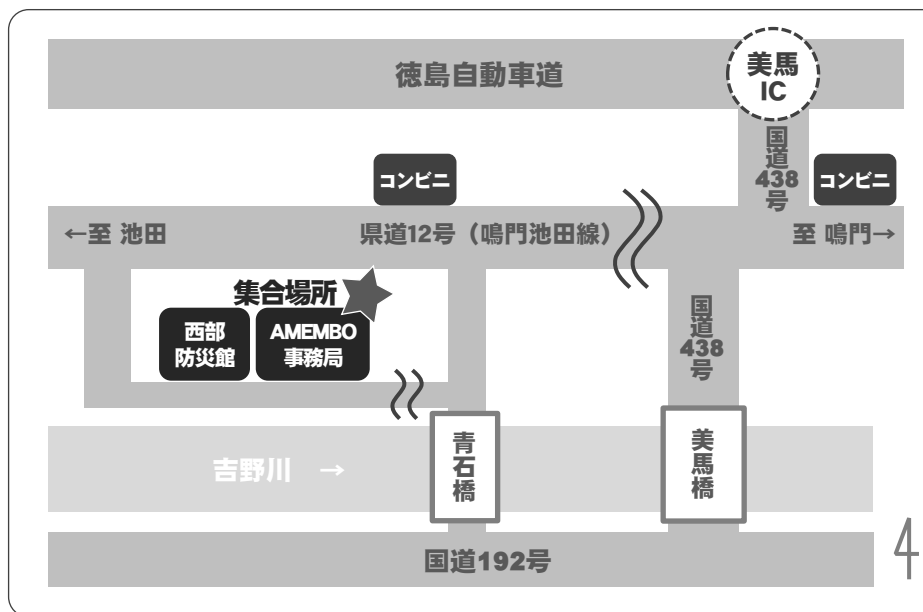 徳島自動車道
美馬
IC
国道438号
コンビニ
コンビニ
←至 池田
県道12号（鳴門池田線）
至 鳴門→
集合場所
西部
防災館
AMEMBO
事務局
国道438号
吉野川　→
青石橋
美馬橋
国道192号
4